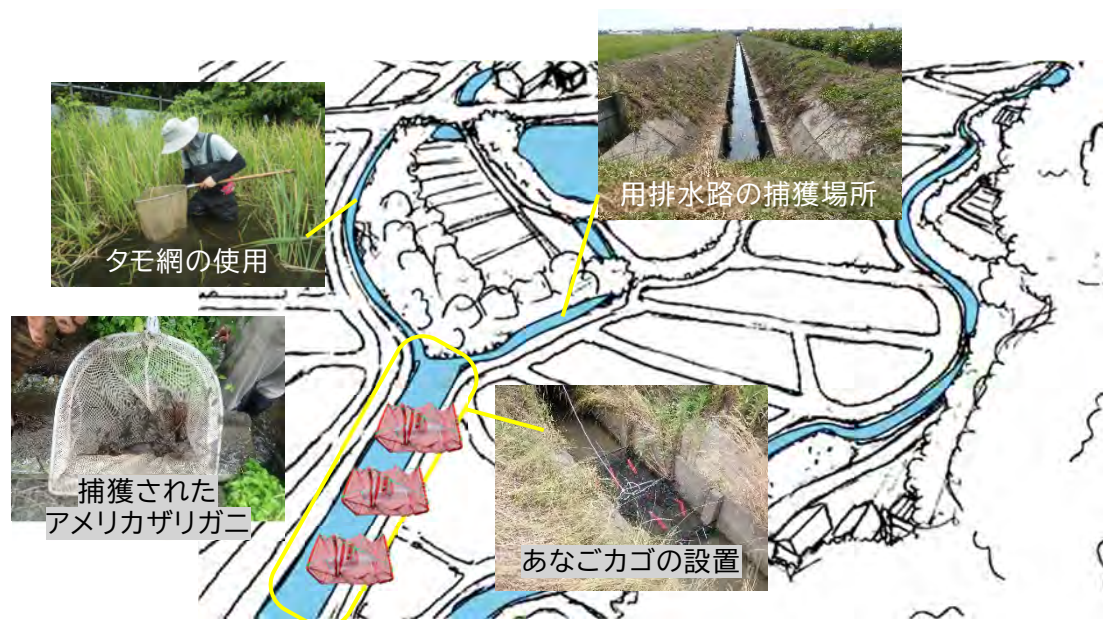 用排水路の捕獲場所
タモ網の使用
捕獲された
アメリカザリガニ
あなごカゴの設置